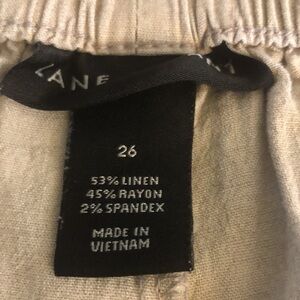 LANE
26
53% LINEN
45% RAYON
2% SPANDEX
MADE IN
VIETNAM